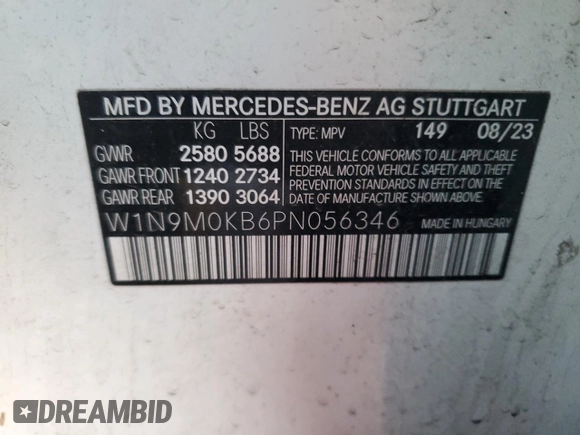 MFD BY MERCEDES-BENZ AG STUTTGART
KG LBS TYPE: MPV 149 08/23
GVWR 2580 5688
GAWR FRONT 1240 2734
GAWR REAR 1390 3064
THIS VEHICLE CONFORMS TO ALL APPLICABLE
FEDERAL MOTOR VEHICLE SAFETY AND THEFT
PREVENTION STANDARDS IN EFFECT ON THE
DATE OF MANUFACTURE SHOWN ABOVE.
W1N9M0KB6PN056346 MADE IN HUNGARY
DREAMBID